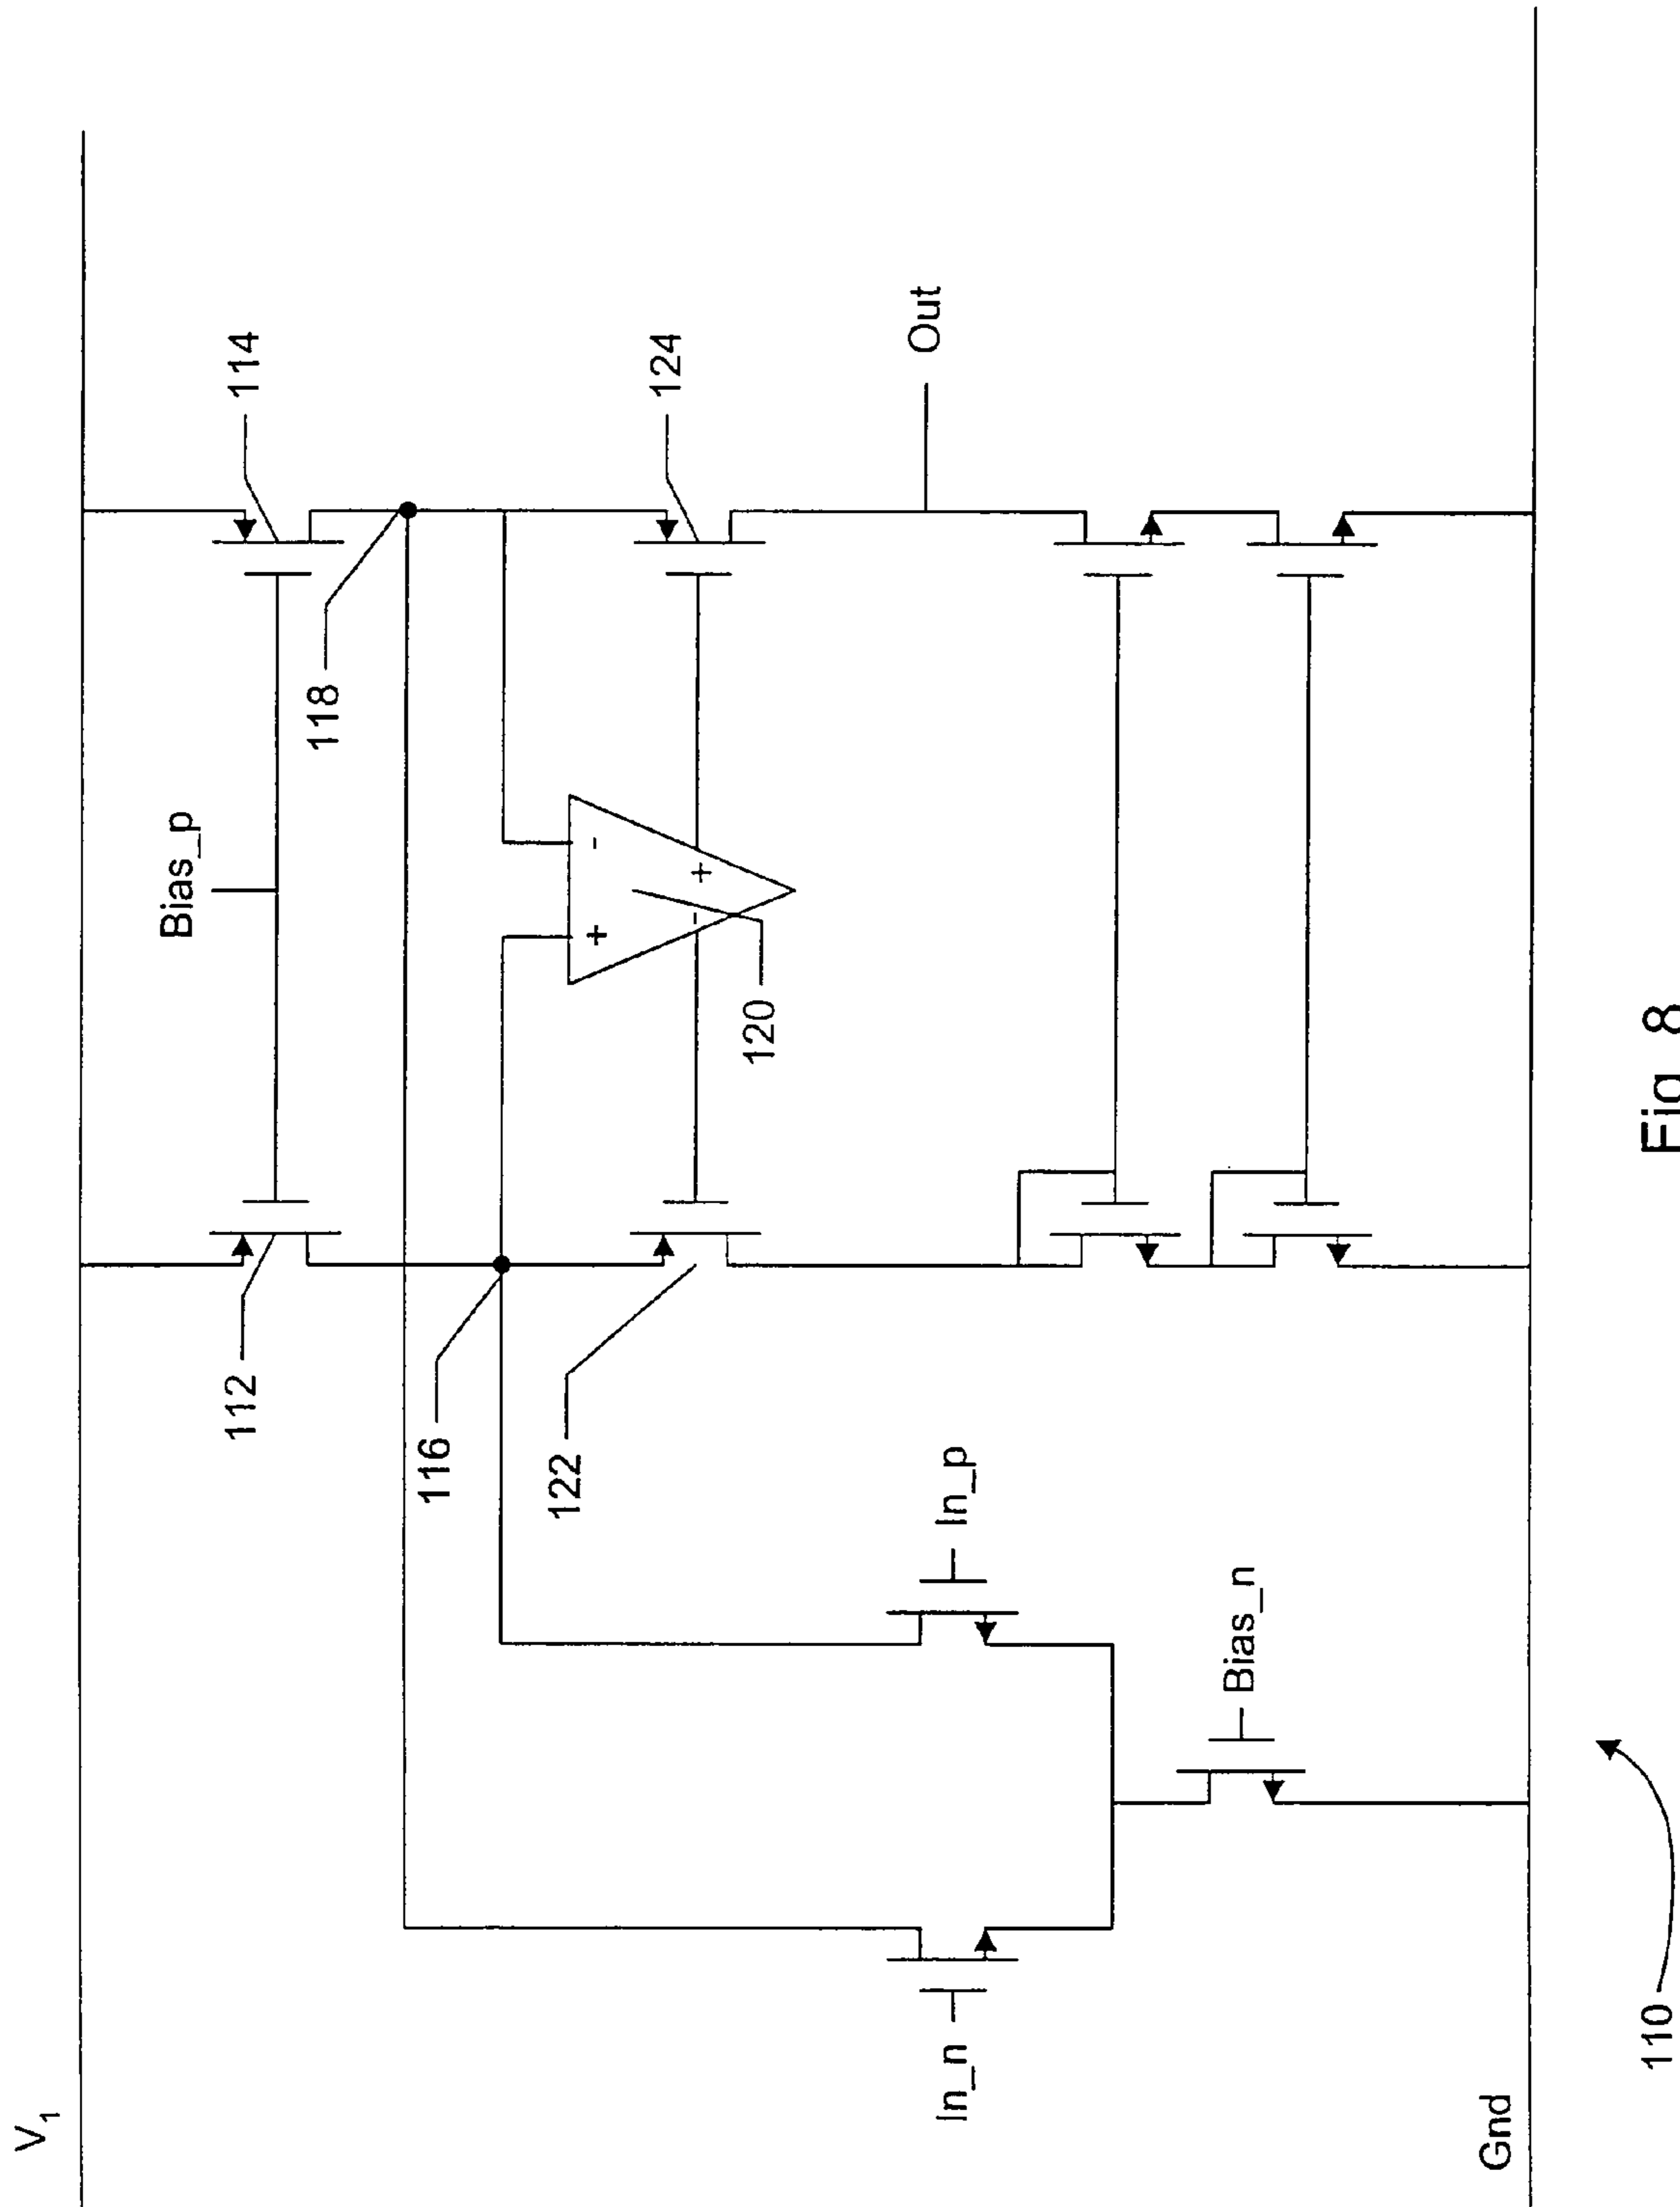 V1
Bias_p
112
114
118
116
122
120
124
+
-
-
+
In_n
In_p
Out
Bias_n
Gnd
110
Fig. 8